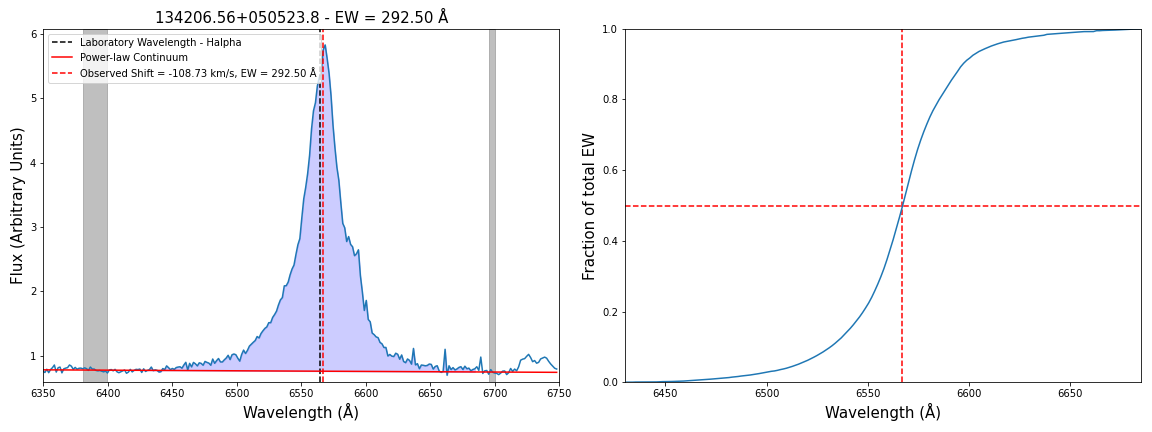 134206.56+050523.8 - EW = 292.50 Å
Laboratory Wavelength - Halpha
Power-law Continuum
Observed Shift = -108.73 km/s, EW = 292.50 Å
6
5
4
3
2
1
Flux (Arbitrary Units)
6350 6400 6450 6500 6550 6600 6650 6700 6750
Wavelength (Å)
1.0
0.8
0.6
0.4
0.2
0.0
Fraction of total EW
6450 6500 6550 6600 6650
Wavelength (Å)